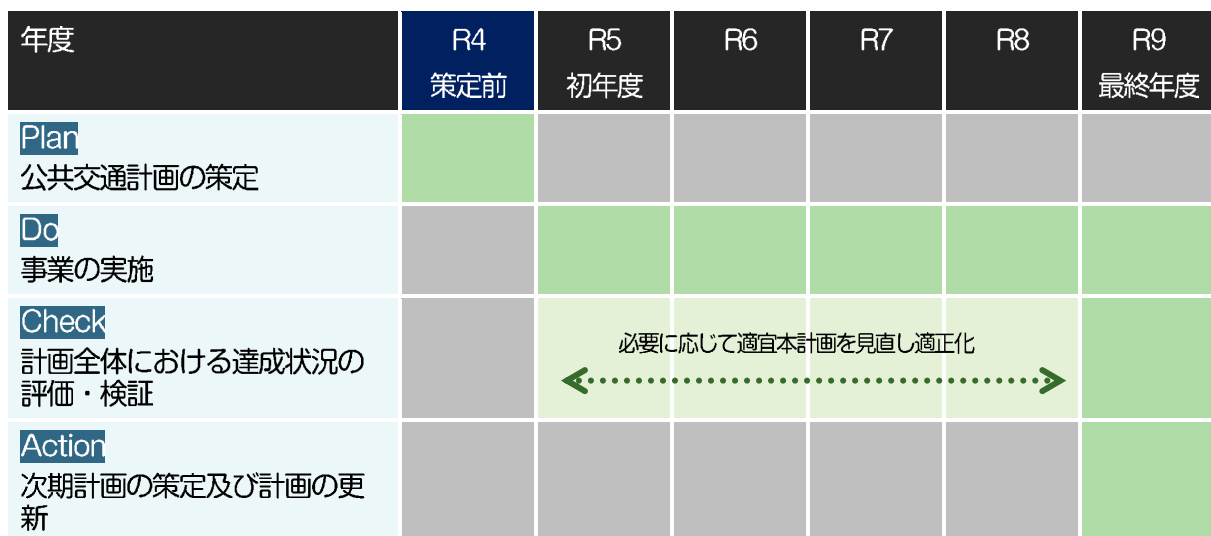 年度
R4
策定前
R5
初年度
R6
R7
R8
R9
最終年度
Plan
公共交通計画の策定
Do
事業の実施
Check
計画全体における達成状況の
評価・検証
必要に応じて適宜本計画を見直し適正化
Action
次期計画の策定及び計画の更
新